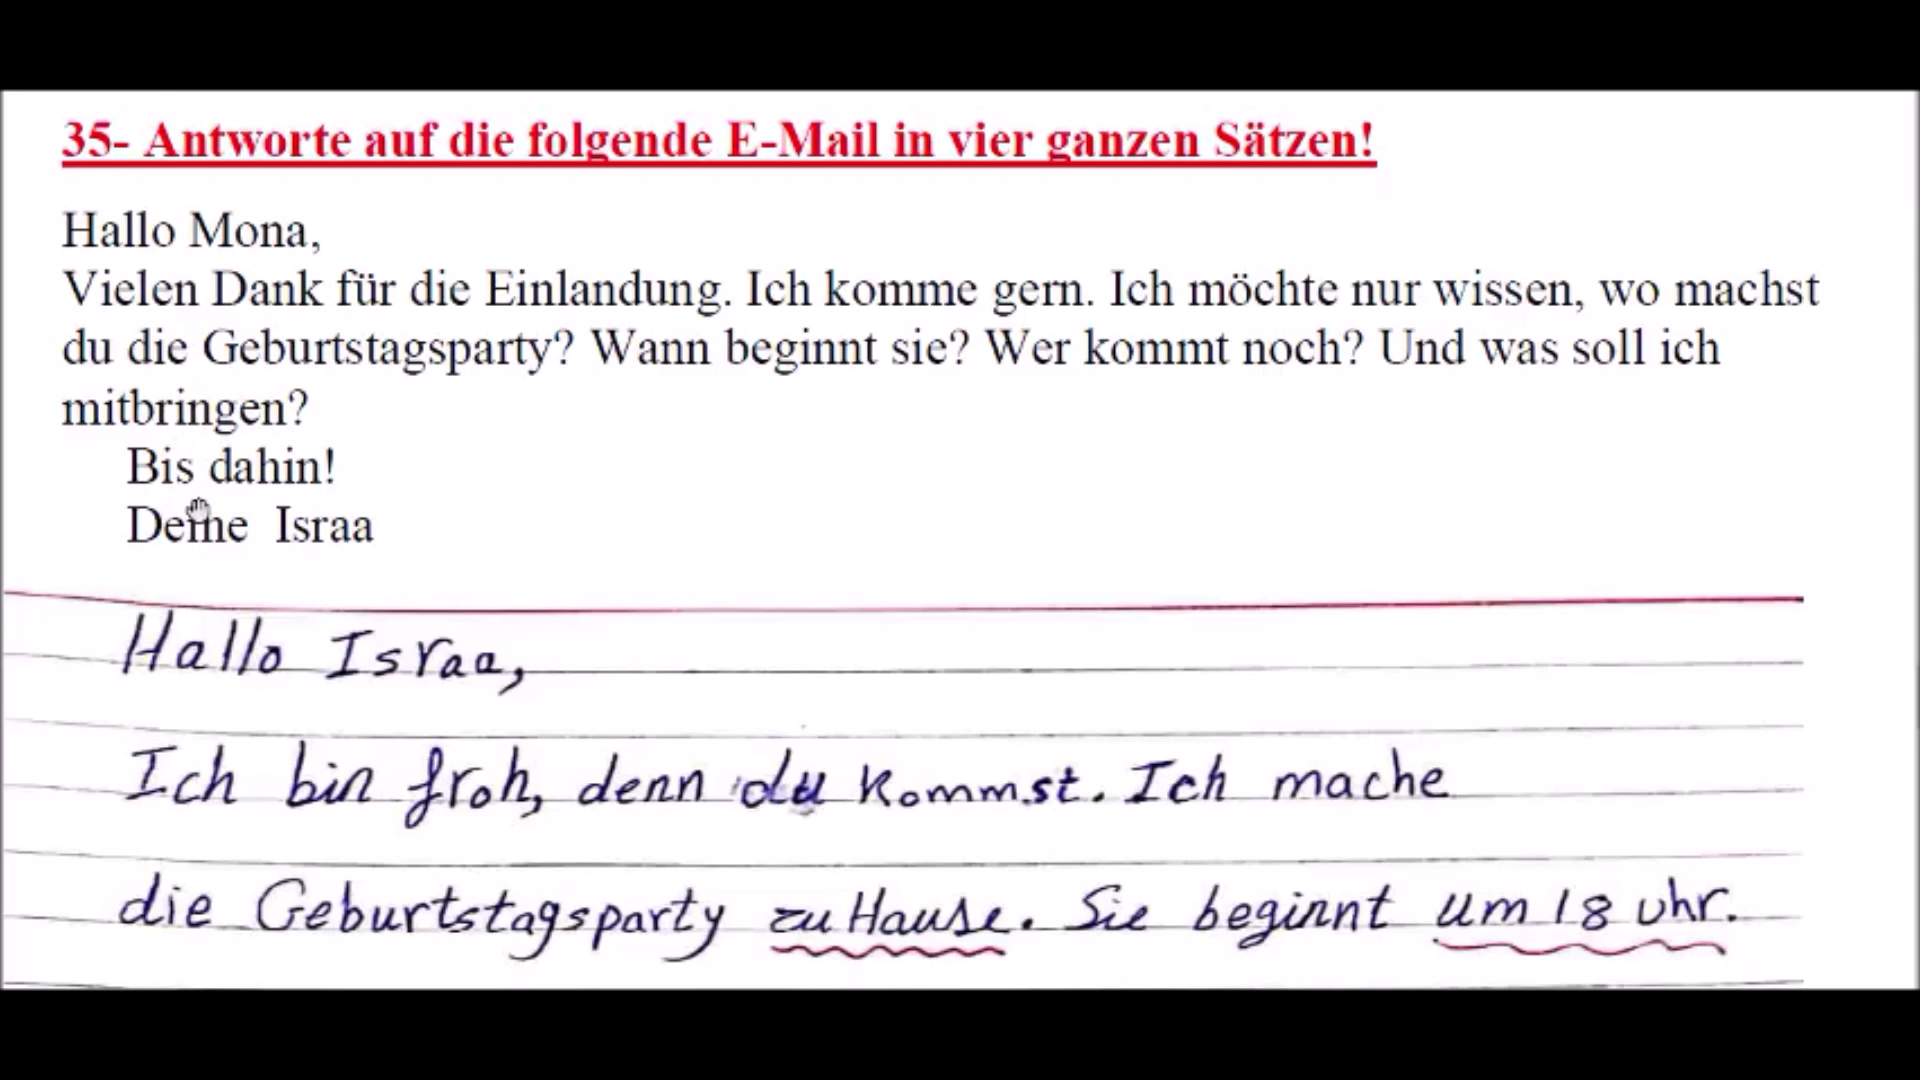 35- Antworte auf die folgende E-Mail in vier ganzen Sätzen!
Hallo Mona,
Vielen Dank für die Einlandung. Ich komme gern. Ich möchte nur wissen, wo machst
du die Geburtstagsparty? Wann beginnt sie? Wer kommt noch? Und was soll ich
mitbringen?
Bis dahin!
Deine Israa
Hallo Israa,
Ich bin froh, denn du kommst. Ich mache
die Geburtstagsparty zu Hause. Sie beginnt um 18 Uhr.